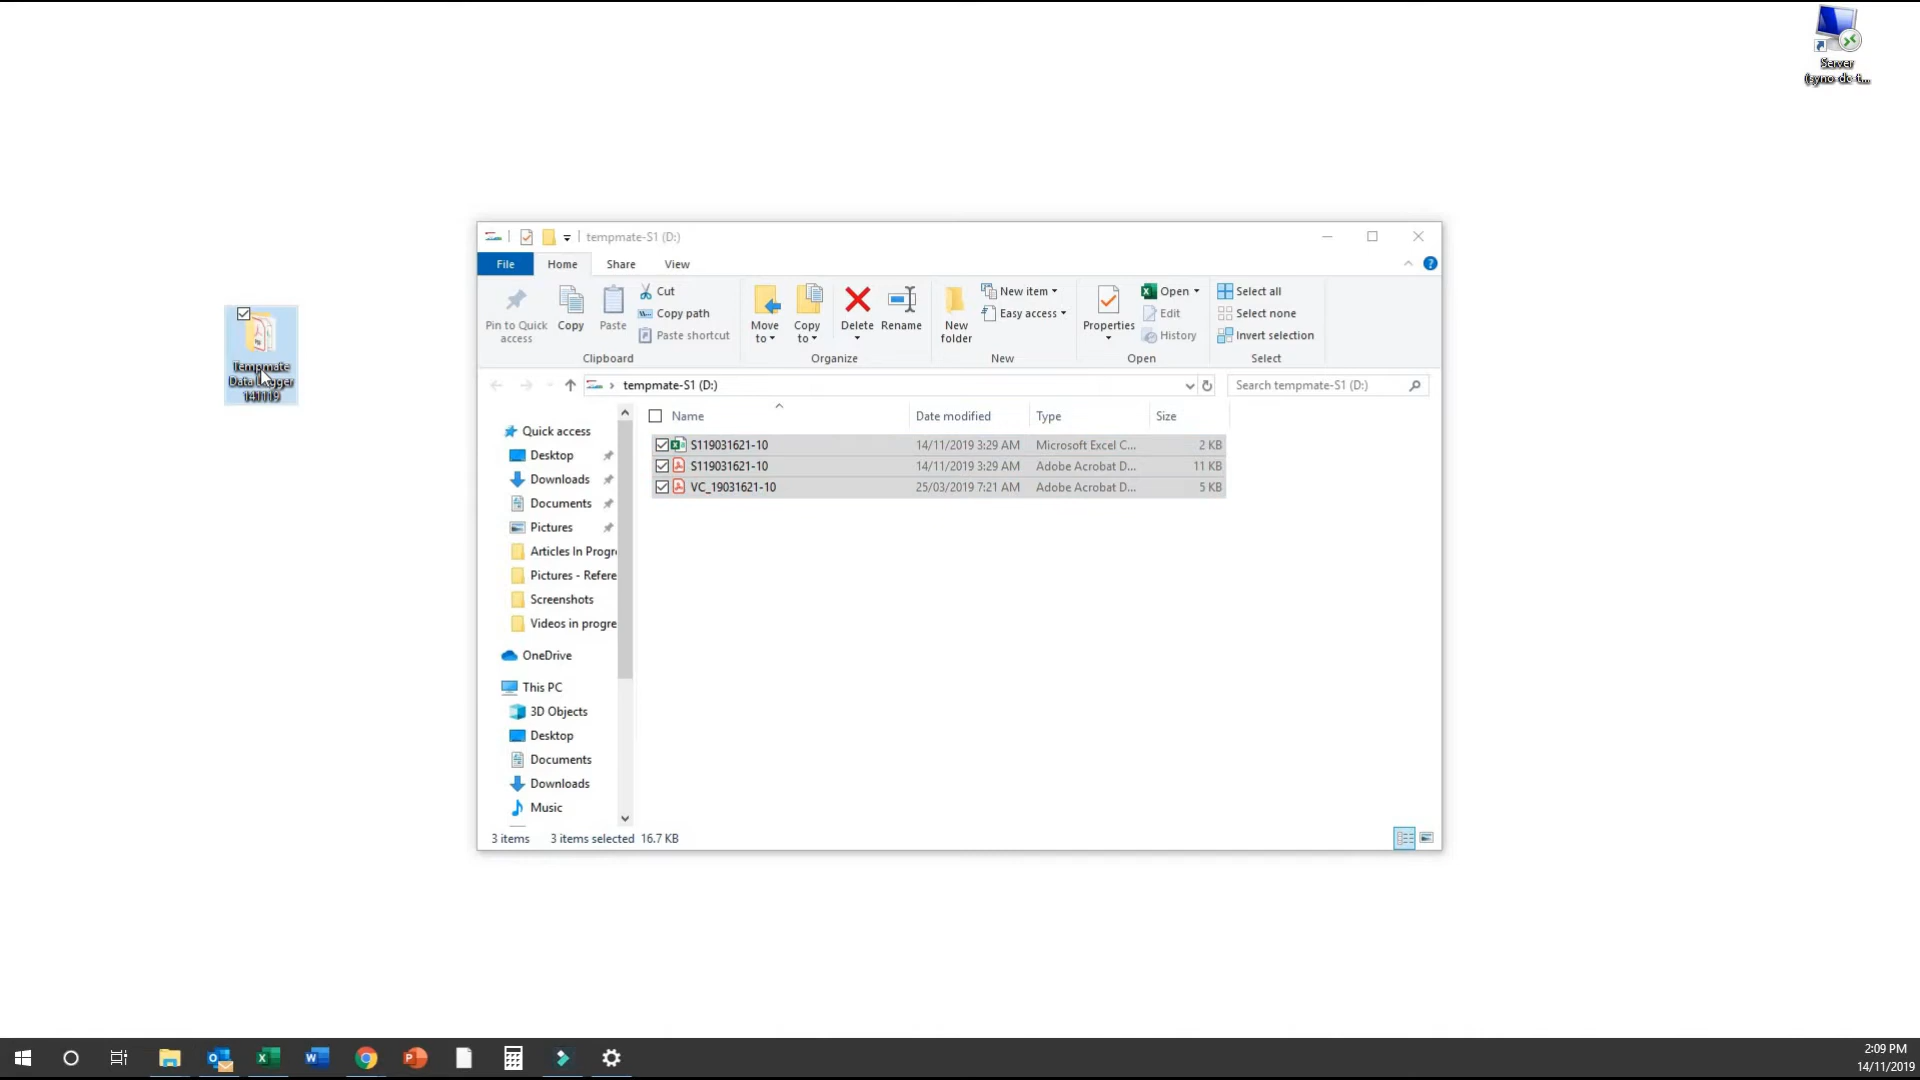 Server
(syno-dc-t...
Tempmate
Data Logger
141119
tempmate-S1 (D:)
File Home Share View
Pin to Quick
access
Copy
Paste
Cut
Copy path
Paste shortcut
Clipboard
Move
to
Copy
to
Delete
Rename
Organize
New
folder
New item
Easy access
New
Properties
Open
Edit
History
Open
Select all
Select none
Invert selection
Select
tempmate-S1 (D:)
Search tempmate-S1 (D:)
Name Date modified Type Size
S119031621-10 14/11/2019 3:29 AM Microsoft Excel C... 2 KB
S119031621-10 14/11/2019 3:29 AM Adobe Acrobat D... 11 KB
VC_19031621-10 25/03/2019 7:21 AM Adobe Acrobat D... 5 KB
Quick access
Desktop
Downloads
Documents
Pictures
Articles In Progr
Pictures - Refere
Screenshots
Videos in progre
OneDrive
This PC
3D Objects
Desktop
Documents
Downloads
Music
3 items 3 items selected 16.7 KB
2:09 PM
14/11/2019